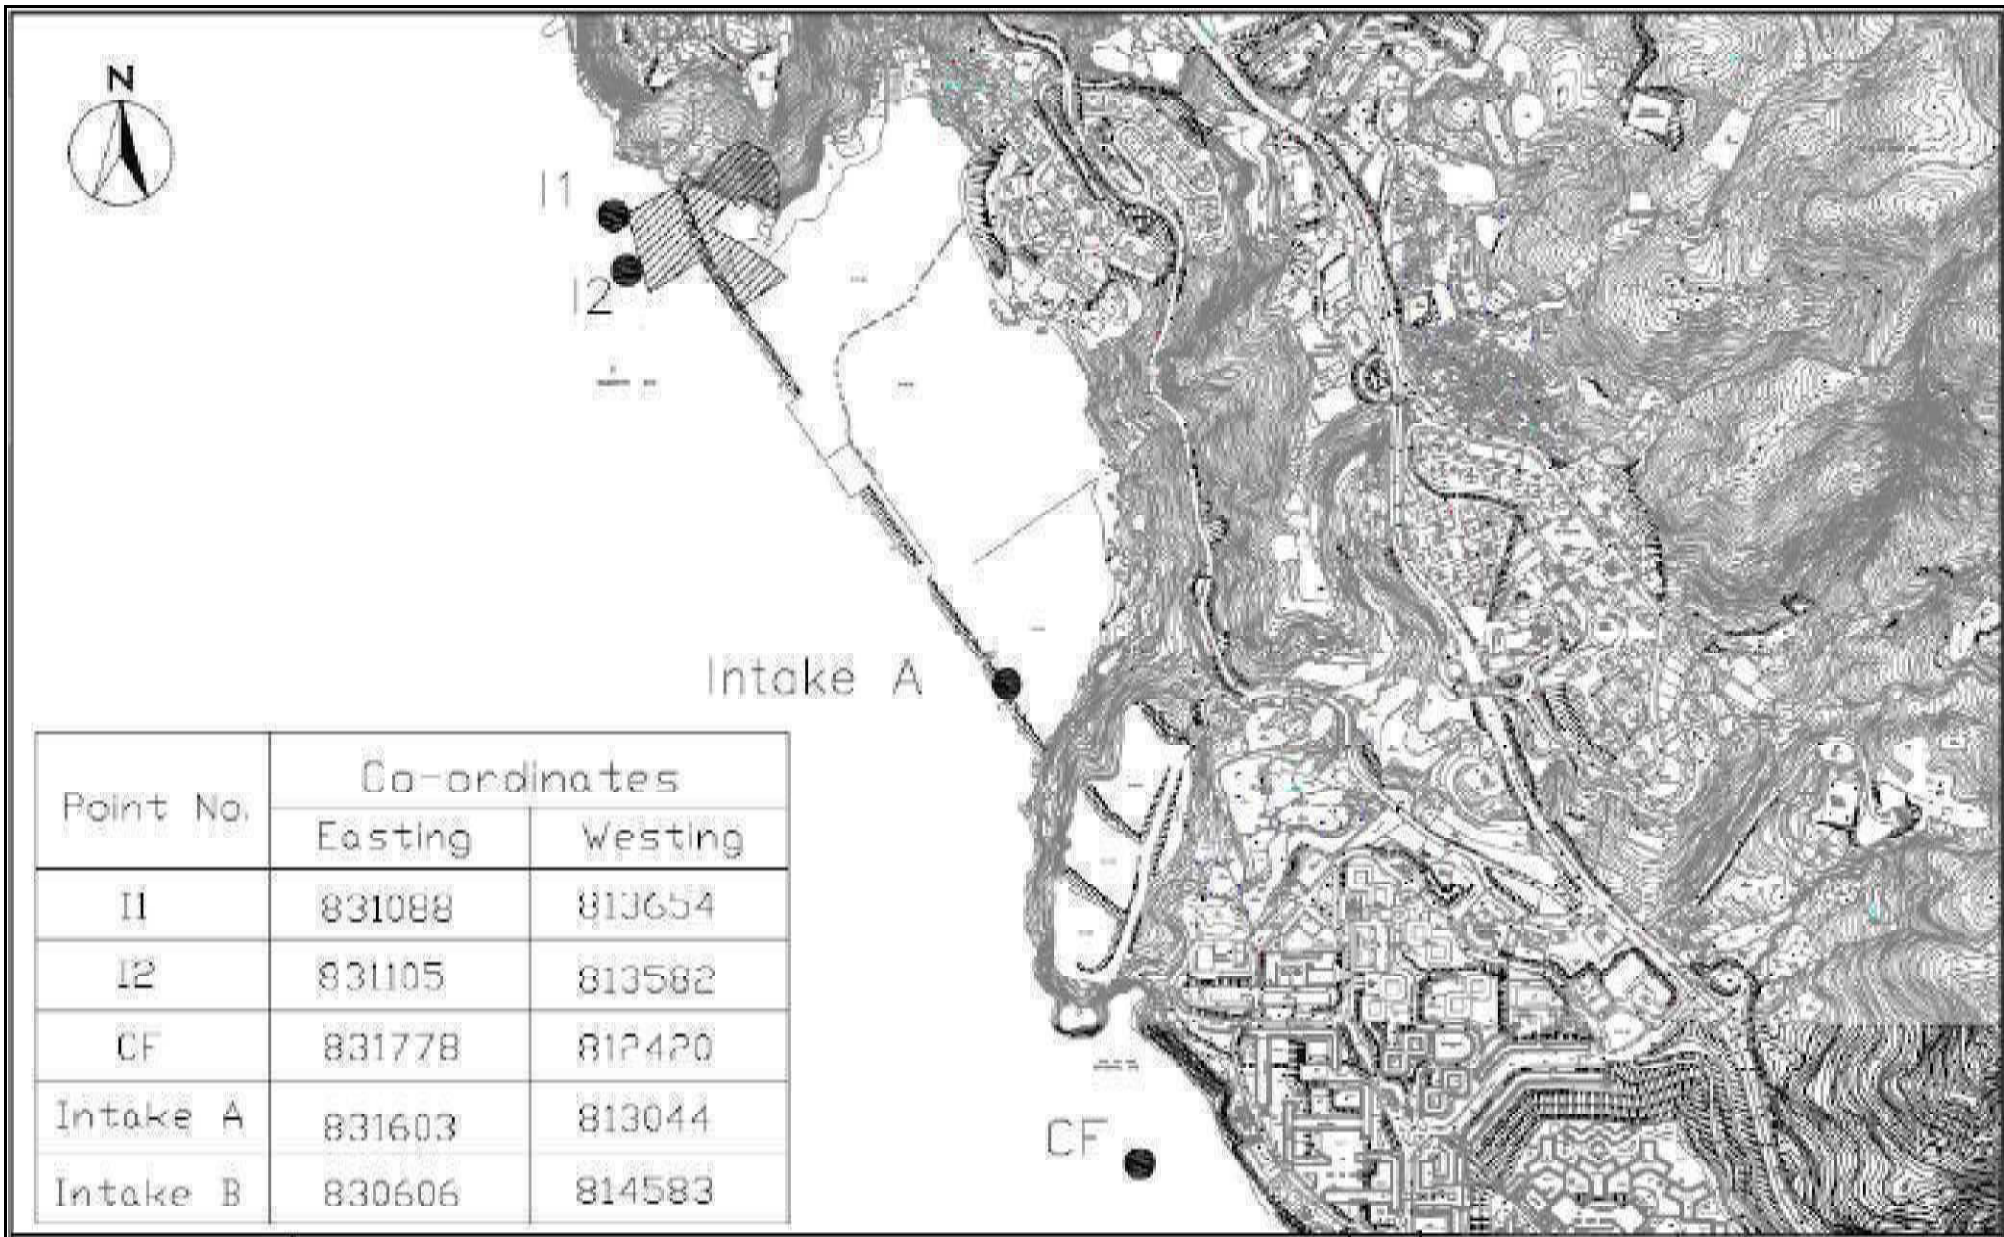 N
I1
I2
Intake A
CF
Point No. Co-ordinates
Easting Westing
I1 831088 813654
I2 831105 813582
CF 831778 812420
Intake A 831603 813044
Intake B 830606 814583